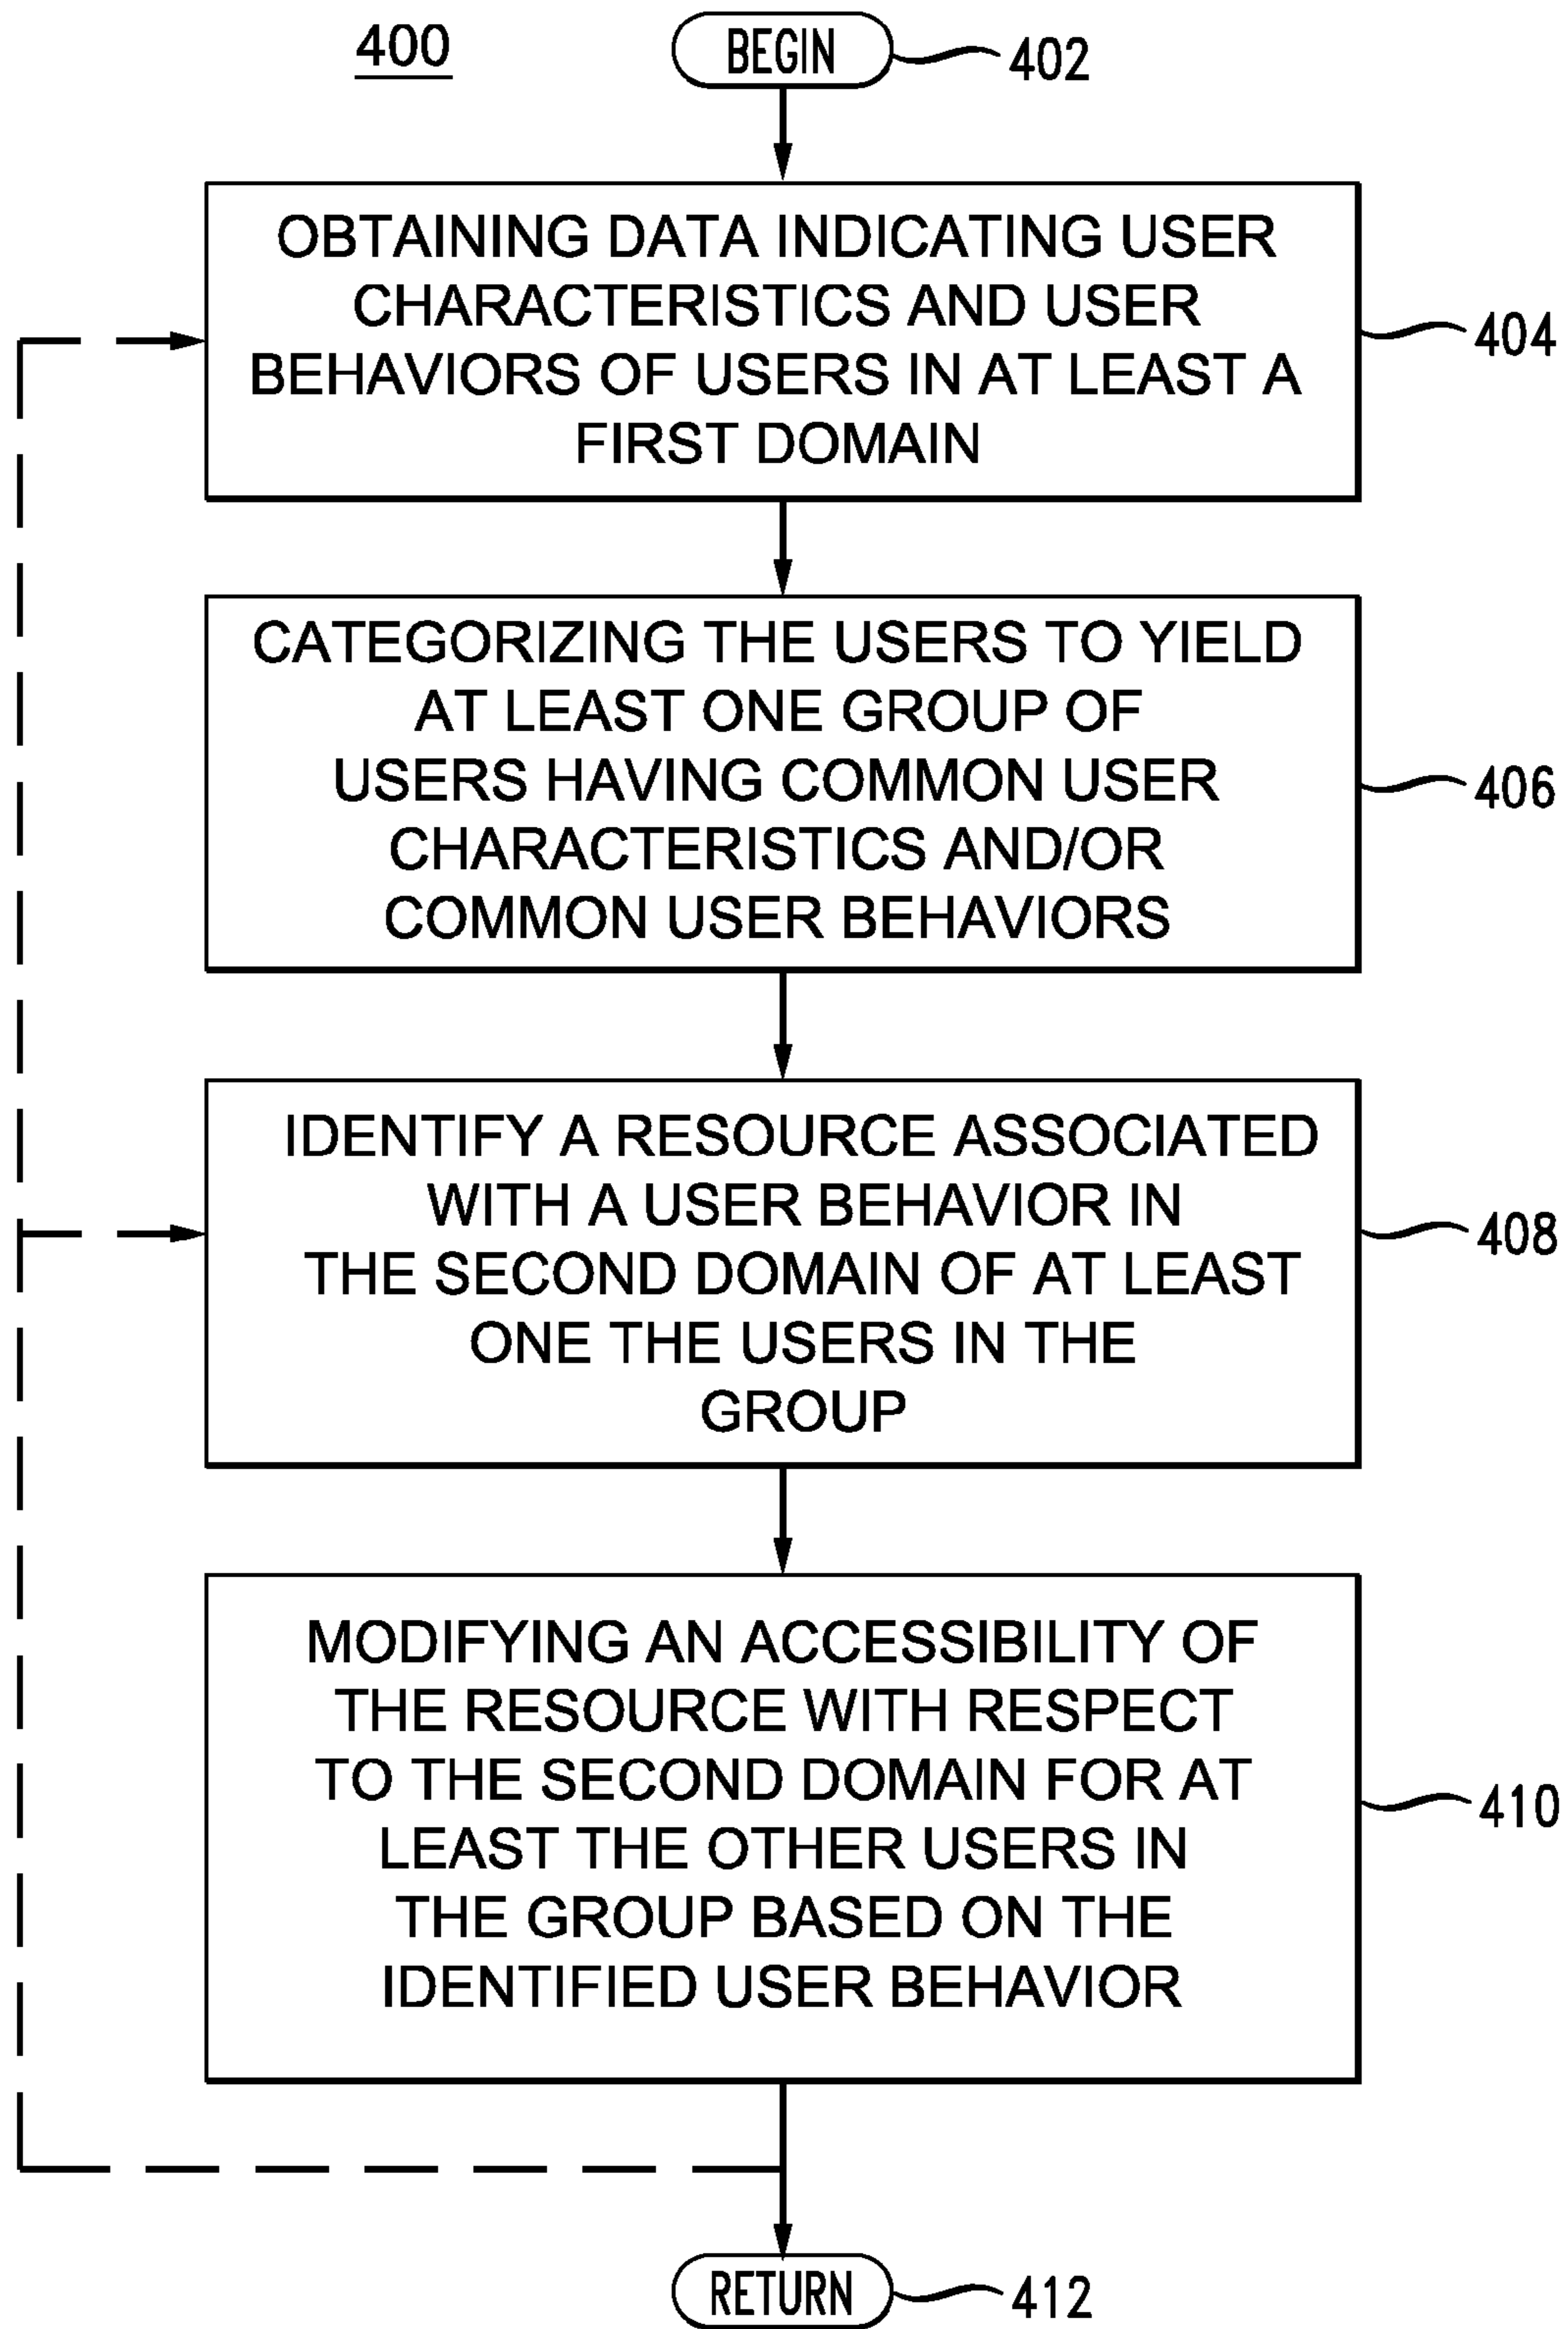 400
BEGIN
402
OBTAINING DATA INDICATING USER
CHARACTERISTICS AND USER
BEHAVIORS OF USERS IN AT LEAST A
FIRST DOMAIN
404
CATEGORIZING THE USERS TO YIELD
AT LEAST ONE GROUP OF
USERS HAVING COMMON USER
CHARACTERISTICS AND/OR
COMMON USER BEHAVIORS
406
IDENTIFY A RESOURCE ASSOCIATED
WITH A USER BEHAVIOR IN
THE SECOND DOMAIN OF AT LEAST
ONE THE USERS IN THE
GROUP
408
MODIFYING AN ACCESSIBILITY OF
THE RESOURCE WITH RESPECT
TO THE SECOND DOMAIN FOR AT
LEAST THE OTHER USERS IN
THE GROUP BASED ON THE
IDENTIFIED USER BEHAVIOR
410
RETURN
412